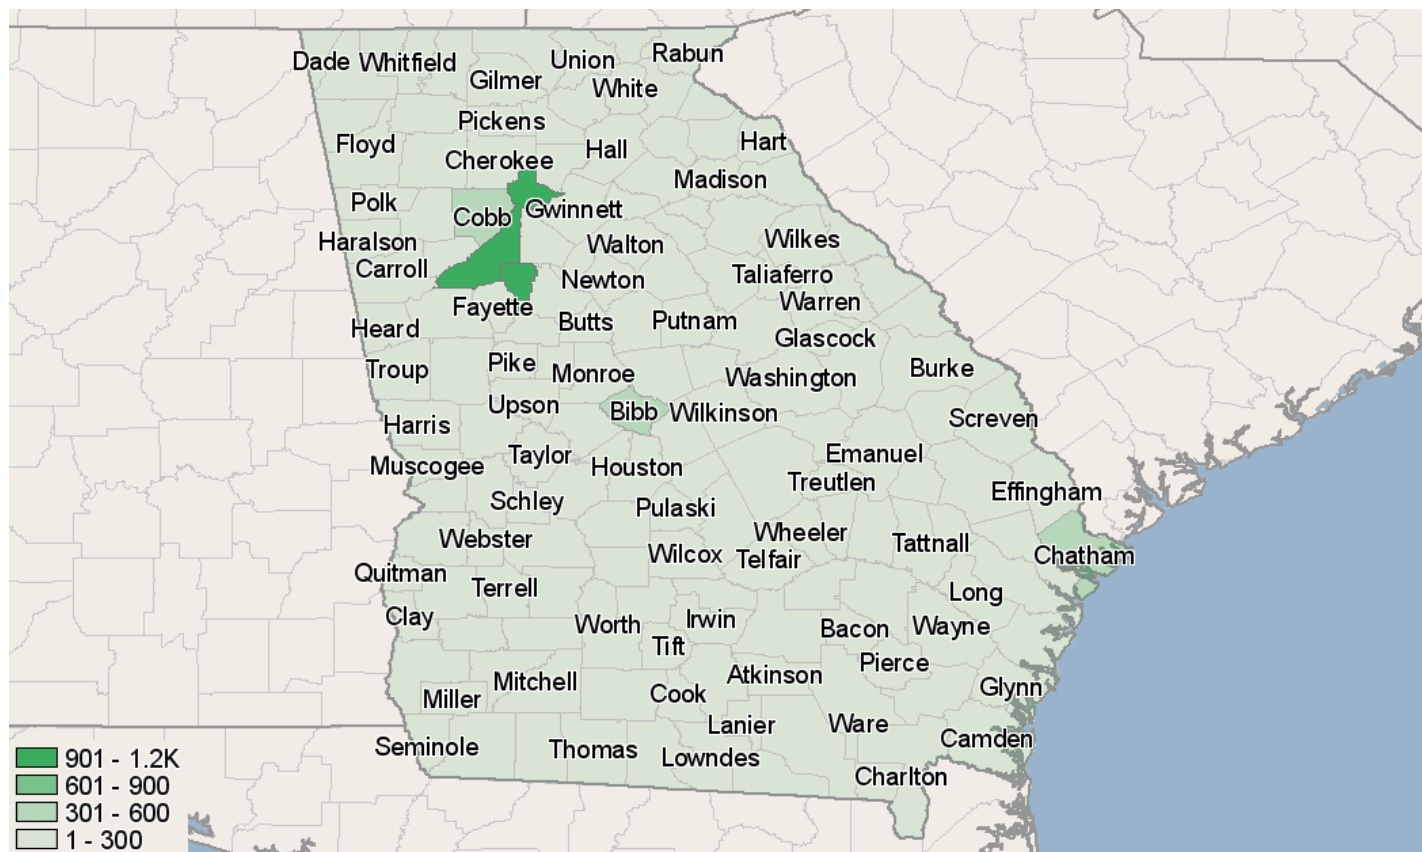 Dade Whitfield Union Rabun
Gilmer White
Pickens
Floyd Hall Hart
Cherokee
Madison
Polk Cobb Gwinnett
Haralson Walton Wilkes
Carroll Newton Taliaferro
Fayette Warren
Heard Butts Putnam Glascock
Troup Pike Monroe Washington Burke
Upson Bibb Wilkinson Screven
Harris
Muscogee Taylor Houston Emanuel
Treutlen Effingham
Schley Pulaski
Webster Wilcox Wheeler Tattnall Chatham
Telfair
Quitman Terrell Long
Clay Worth Irwin Bacon Wayne
Tift
Pierce
Miller Mitchell Cook Atkinson Glynn
Lanier Ware Camden
Seminole Thomas Lowndes
Charlton
901 - 1.2K
601 - 900
301 - 600
1 - 300